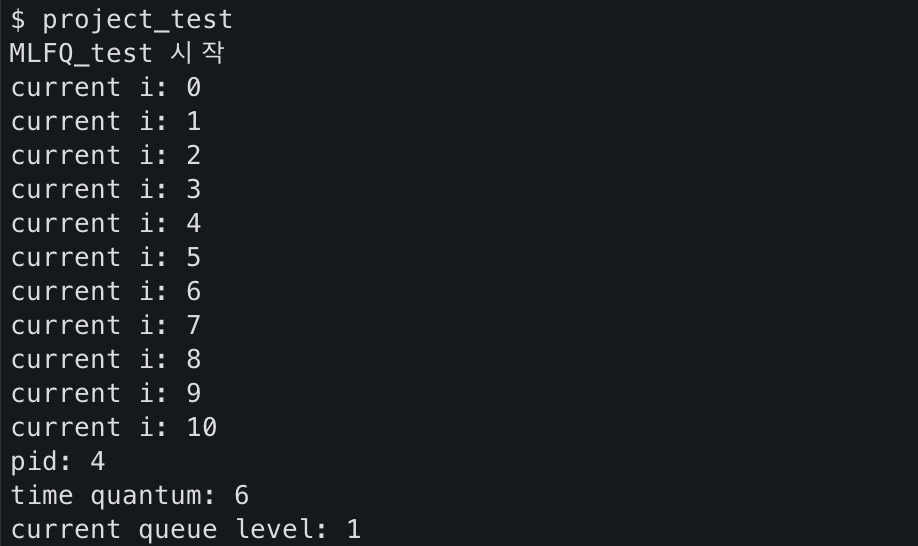 $ project_test
MLFQ_test 시작
current i: 0
current i: 1
current i: 2
current i: 3
current i: 4
current i: 5
current i: 6
current i: 7
current i: 8
current i: 9
current i: 10
pid: 4
time quantum: 6
current queue level: 1